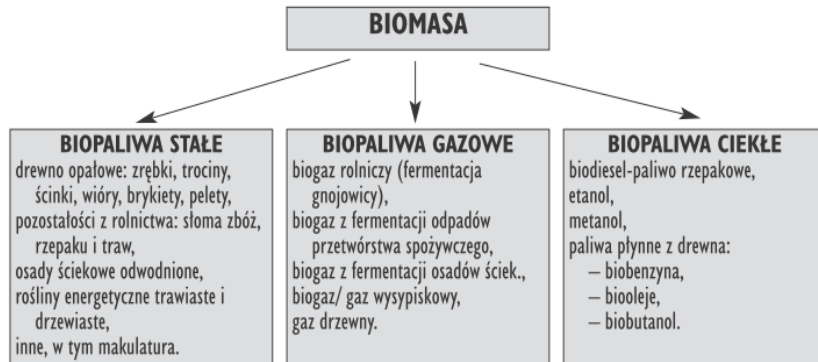 BIOMASA
BIOPALIWA STAŁE
drewno opałowe: zrębki, trociny,
ścinki, wióry, brykiety, pelety,
pozostałości z rolnictwa: słoma zbóż,
rzepaku i traw,
osady ściekowe odwodnione,
rośliny energetyczne trawiaste i
drzewiaste,
inne, w tym makulatura.
BIOPALIWA GAZOWE
biogaz rolniczy (fermentacja
gnojowicy),
biogaz z fermentacji odpadów
przetwórstwa spożywczego,
biogaz z fermentacji osadów ściek.,
biogaz/ gaz wysypiskowy,
gaz drzewny.
BIOPALIWA CIEKŁE
biodiesel-paliwo rzepakowe,
etanol,
metanol,
paliwa płynne z drewna:
– biobenzyna,
– biooleje,
– biobutanol.